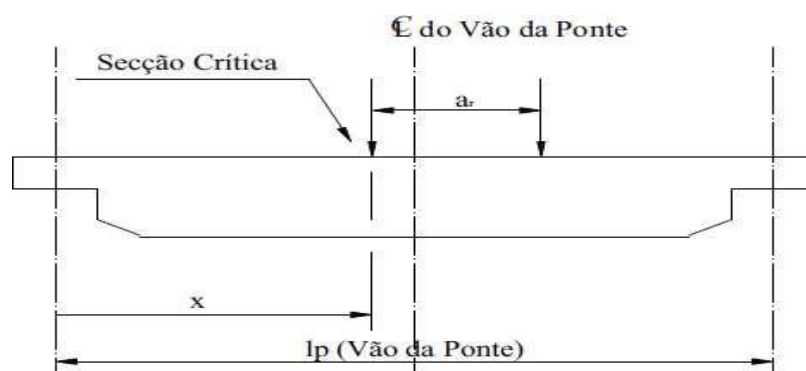 ℄ do Vão da Ponte
Secção Crítica
ar
x
lp (Vão da Ponte)